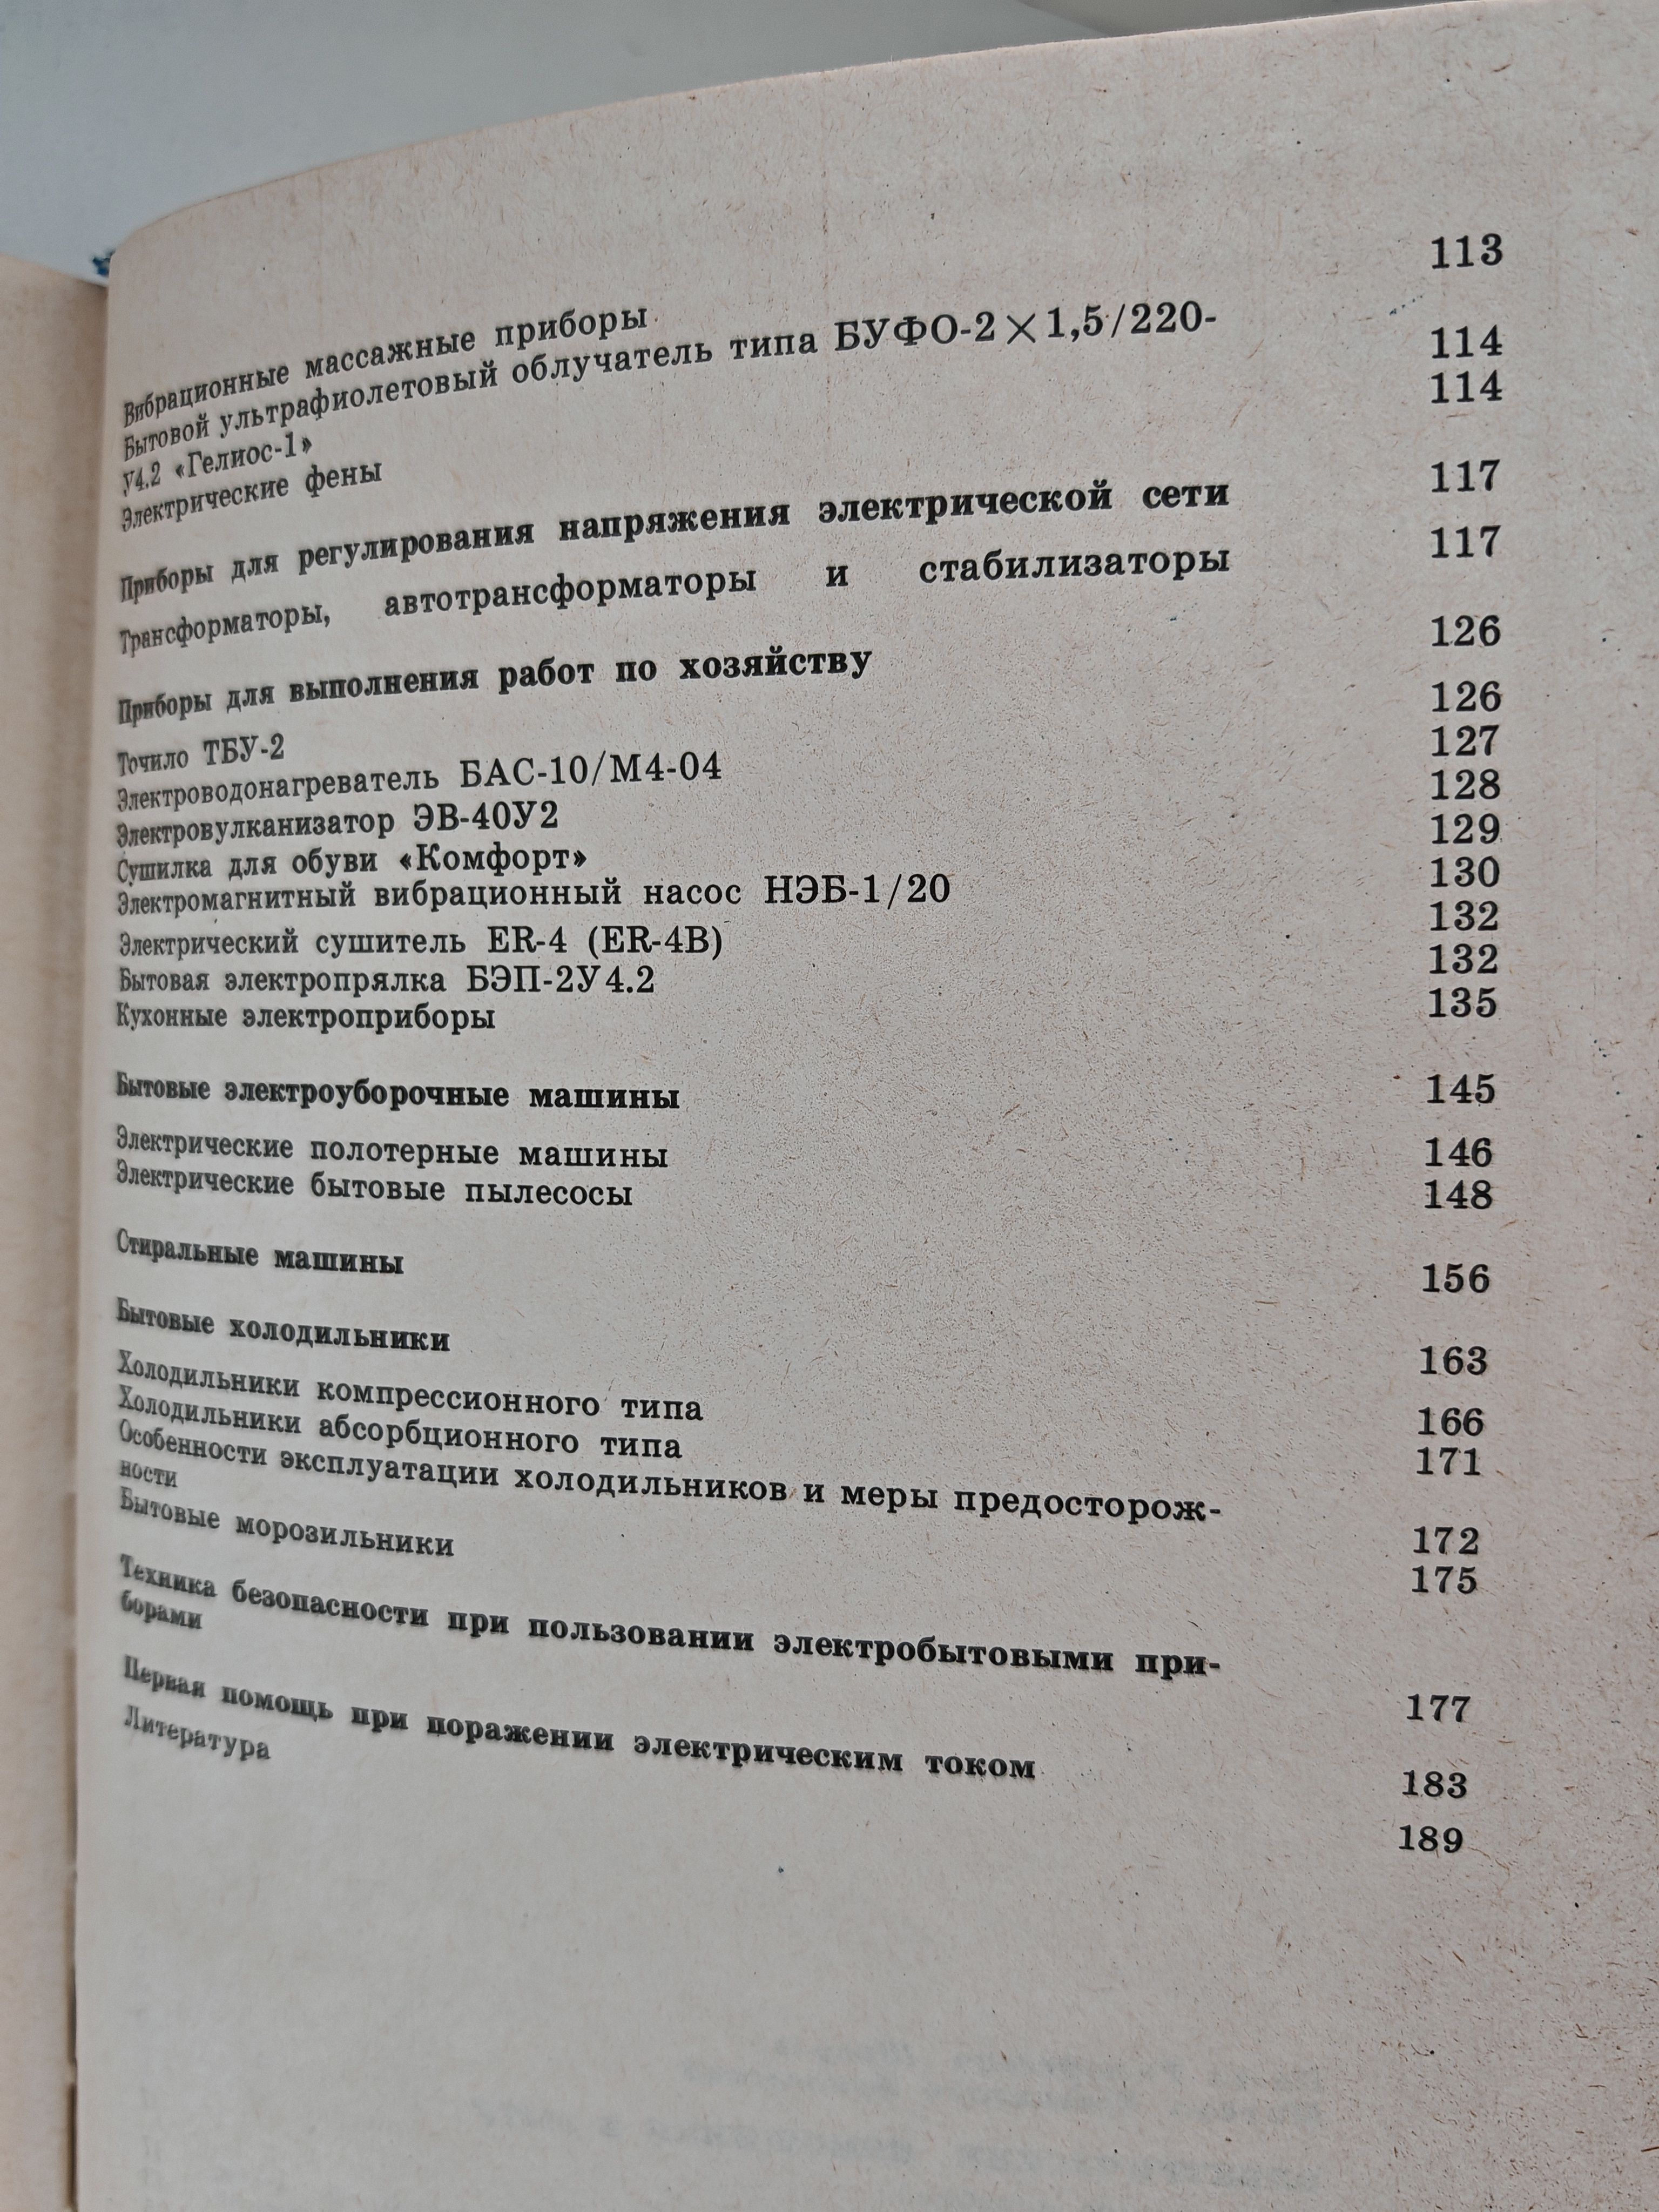 Вибрационные массажные приборы 113
Бытовой ультрафиолетовый облучатель типа БУФО-2×1,5/220-
У4.2 «Гелиос-1» 114
Электрические фены 114
Приборы для регулирования напряжения электрической сети 117
Трансформаторы, автотрансформаторы и стабилизаторы 117
Приборы для выполнения работ по хозяйству 126
Точило ТБУ-2 126
Электроводонагреватель БАС-10/М4-04 127
Электровулканизатор ЭВ-40У2 128
Сушилка для обуви «Комфорт» 129
Электромагнитный вибрационный насос НЭБ-1/20 130
Электрический сушитель ER-4 (ER-4B) 132
Бытовая электропрялка БЭП-2У4.2 132
Кухонные электроприборы 135
Бытовые электроуборочные машины 145
Электрические полотерные машины 146
Электрические бытовые пылесосы 148
Стиральные машины 156
Бытовые холодильники 163
Холодильники компрессионного типа 166
Холодильники абсорбционного типа 171
Особенности эксплуатации холодильников и меры предосторож-
ности 172
Бытовые морозильники 175
Техника безопасности при пользовании электробытовыми при-
борами 177
Первая помощь при поражении электрическим током 183
Литература 189